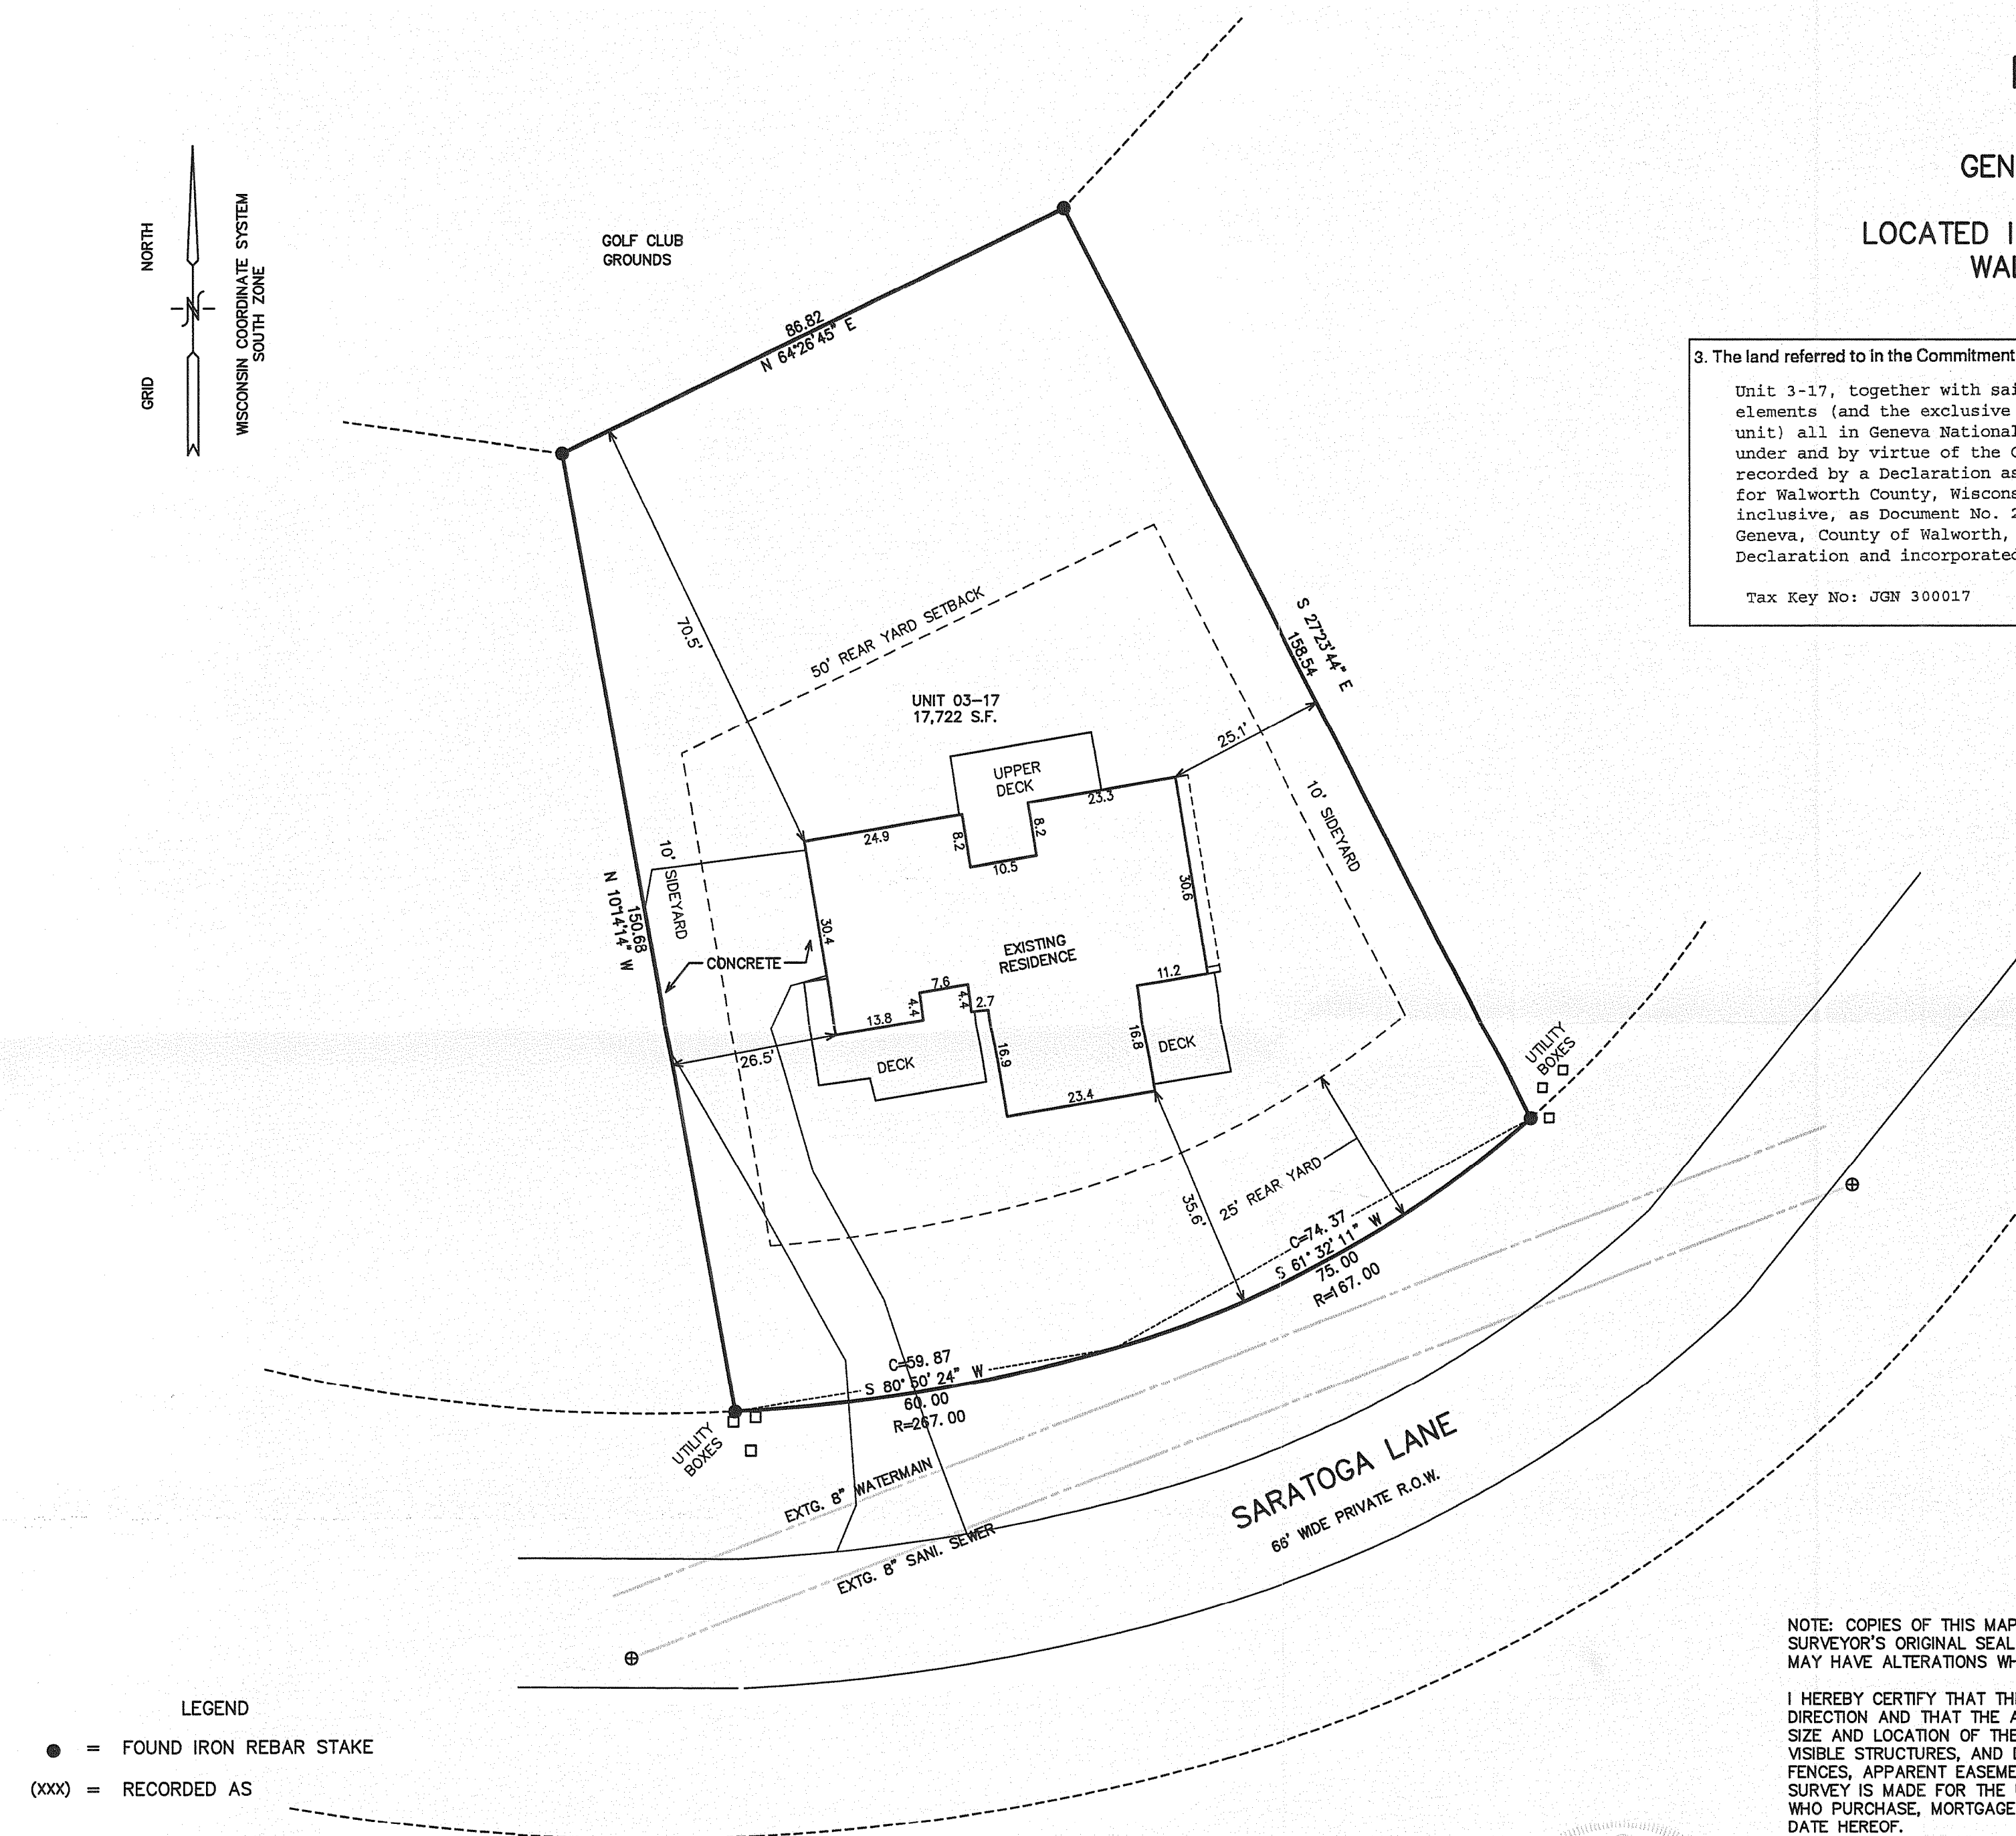 GEN
LOCATED I
WAL
NORTH
GRID
WISCONSIN COORDINATE SYSTEM
SOUTH ZONE
GOLF CLUB
GROUNDS
86.82
N 64°26'45" E
3. The land referred to in the Commitment
Unit 3-17, together with sai
elements (and the exclusive
unit) all in Geneva National
under and by virtue of the C
recorded by a Declaration as
for Walworth County, Wiscons
inclusive, as Document No. 2
Geneva, County of Walworth,
Declaration and incorporated
Tax Key No: JGN 300017
S 27°23'44" E
158.54
70.5'
50' REAR YARD SETBACK
UNIT 03-17
17,722 S.F.
25.1'
UPPER
DECK
23.3
24.9
8.2
8.2
10.5
10' SIDEYARD
10' SIDEYARD
30.6
30.4
150.68
N 10°14'14" W
CONCRETE
EXISTING
RESIDENCE
11.2
7.6
4.4
4.4
2.7
13.8
16.8
DECK
16.9
26.5'
DECK
23.4
UTILITY
BOXES
35.6'
25' REAR YARD
C=74.37
S 61°32'11" W
75.00
R=167.00
C=59.87
S 80°50'24" W
60.00
R=267.00
UTILITY
BOXES
EXTG. 8" WATERMAIN
EXTG. 8" SANI. SEWER
SARATOGA LANE
66' WIDE PRIVATE R.O.W.
LEGEND
● = FOUND IRON REBAR STAKE
(XXX) = RECORDED AS
NOTE: COPIES OF THIS MAP
SURVEYOR'S ORIGINAL SEAL
MAY HAVE ALTERATIONS WH
I HEREBY CERTIFY THAT THE
DIRECTION AND THAT THE A
SIZE AND LOCATION OF THE
VISIBLE STRUCTURES, AND D
FENCES, APPARENT EASEME
SURVEY IS MADE FOR THE
WHO PURCHASE, MORTGAGE
DATE HEREOF.